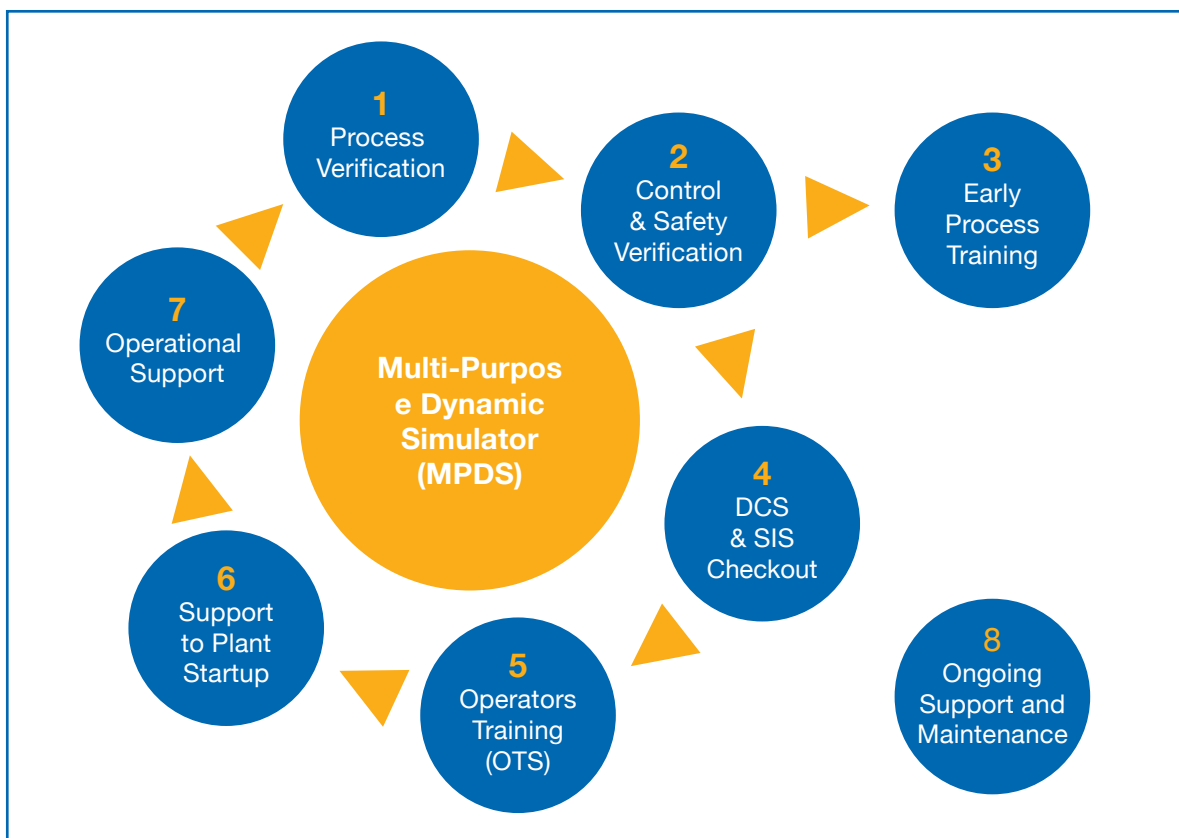 1
Process
Verification
2
Control
& Safety
Verification
3
Early
Process
Training
Multi-Purpos
e Dynamic
Simulator
(MPDS)
4
DCS
& SIS
Checkout
5
Operators
Training
(OTS)
6
Support
to Plant
Startup
7
Operational
Support
8
Ongoing
Support and
Maintenance